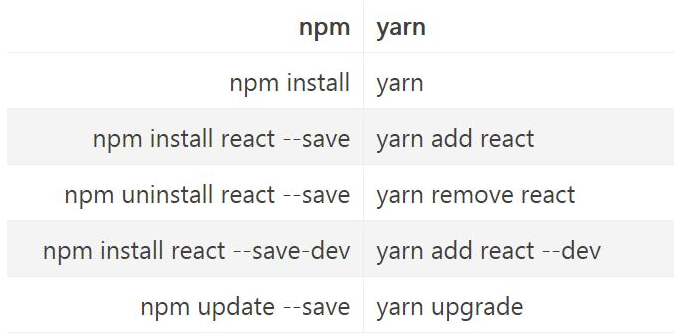 npm yarn
npm install yarn
npm install react --save yarn add react
npm uninstall react --save yarn remove react
npm install react --save-dev yarn add react --dev
npm update --save yarn upgrade